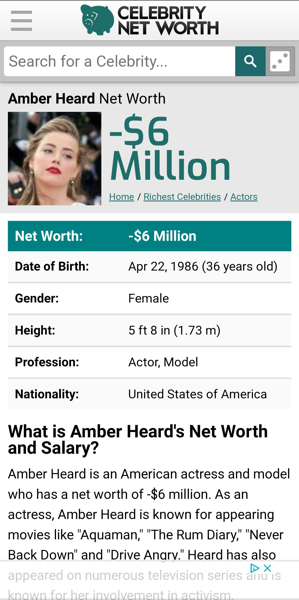 CELEBRITY
NET WORTH
Search for a Celebrity...
Amber Heard Net Worth
-$6
Million
Home / Richest Celebrities / Actors
Net Worth: -$6 Million
Date of Birth: Apr 22, 1986 (36 years old)
Gender: Female
Height: 5 ft 8 in (1.73 m)
Profession: Actor, Model
Nationality: United States of America
What is Amber Heard's Net Worth
and Salary?
Amber Heard is an American actress and model
who has a net worth of -$6 million. As an
actress, Amber Heard is known for appearing
movies like "Aquaman," "The Rum Diary," "Never
Back Down" and "Drive Angry." Heard has also
appeared on numerous television series and is
known for her involvement in activism.